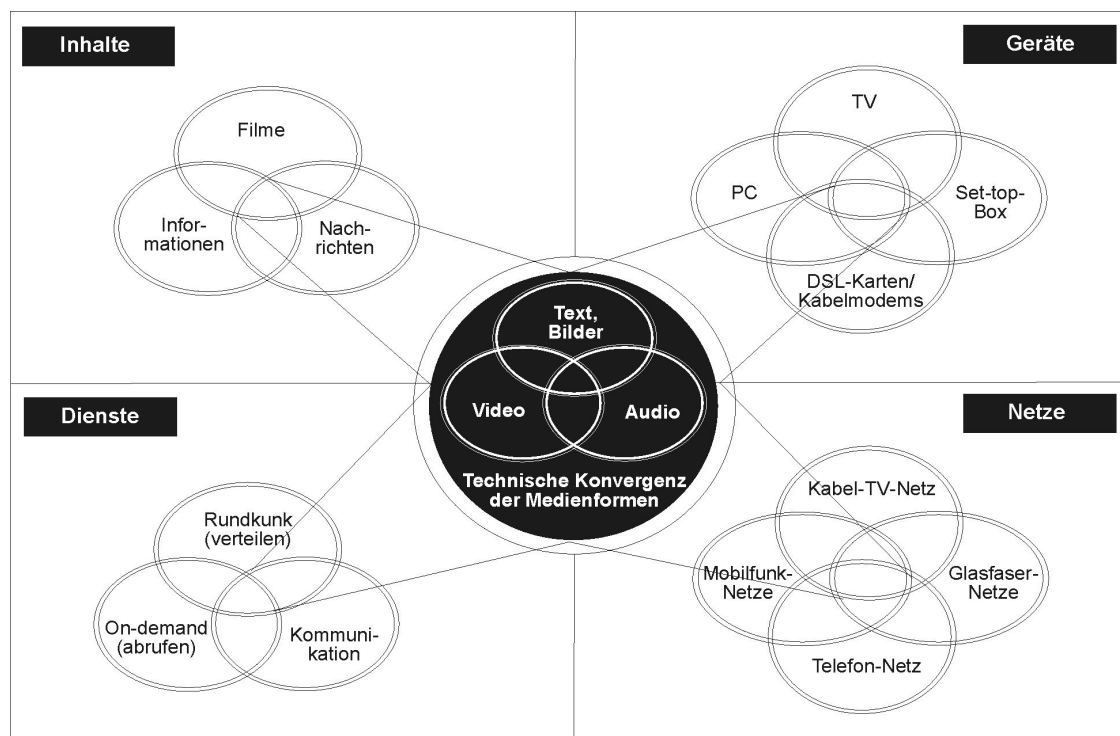 Inhalte
Filme
Infor-
mationen
Nach-
richten
Geräte
TV
PC
Set-top-
Box
DSL-Karten/
Kabelmodems
Text,
Bilder
Video
Audio
Technische Konvergenz
der Medienformen
Dienste
Rundkunk
(verteilen)
On-demand
(abrufen)
Kommuni-
kation
Netze
Kabel-TV-Netz
Mobilfunk-
Netze
Glasfaser-
Netze
Telefon-Netz